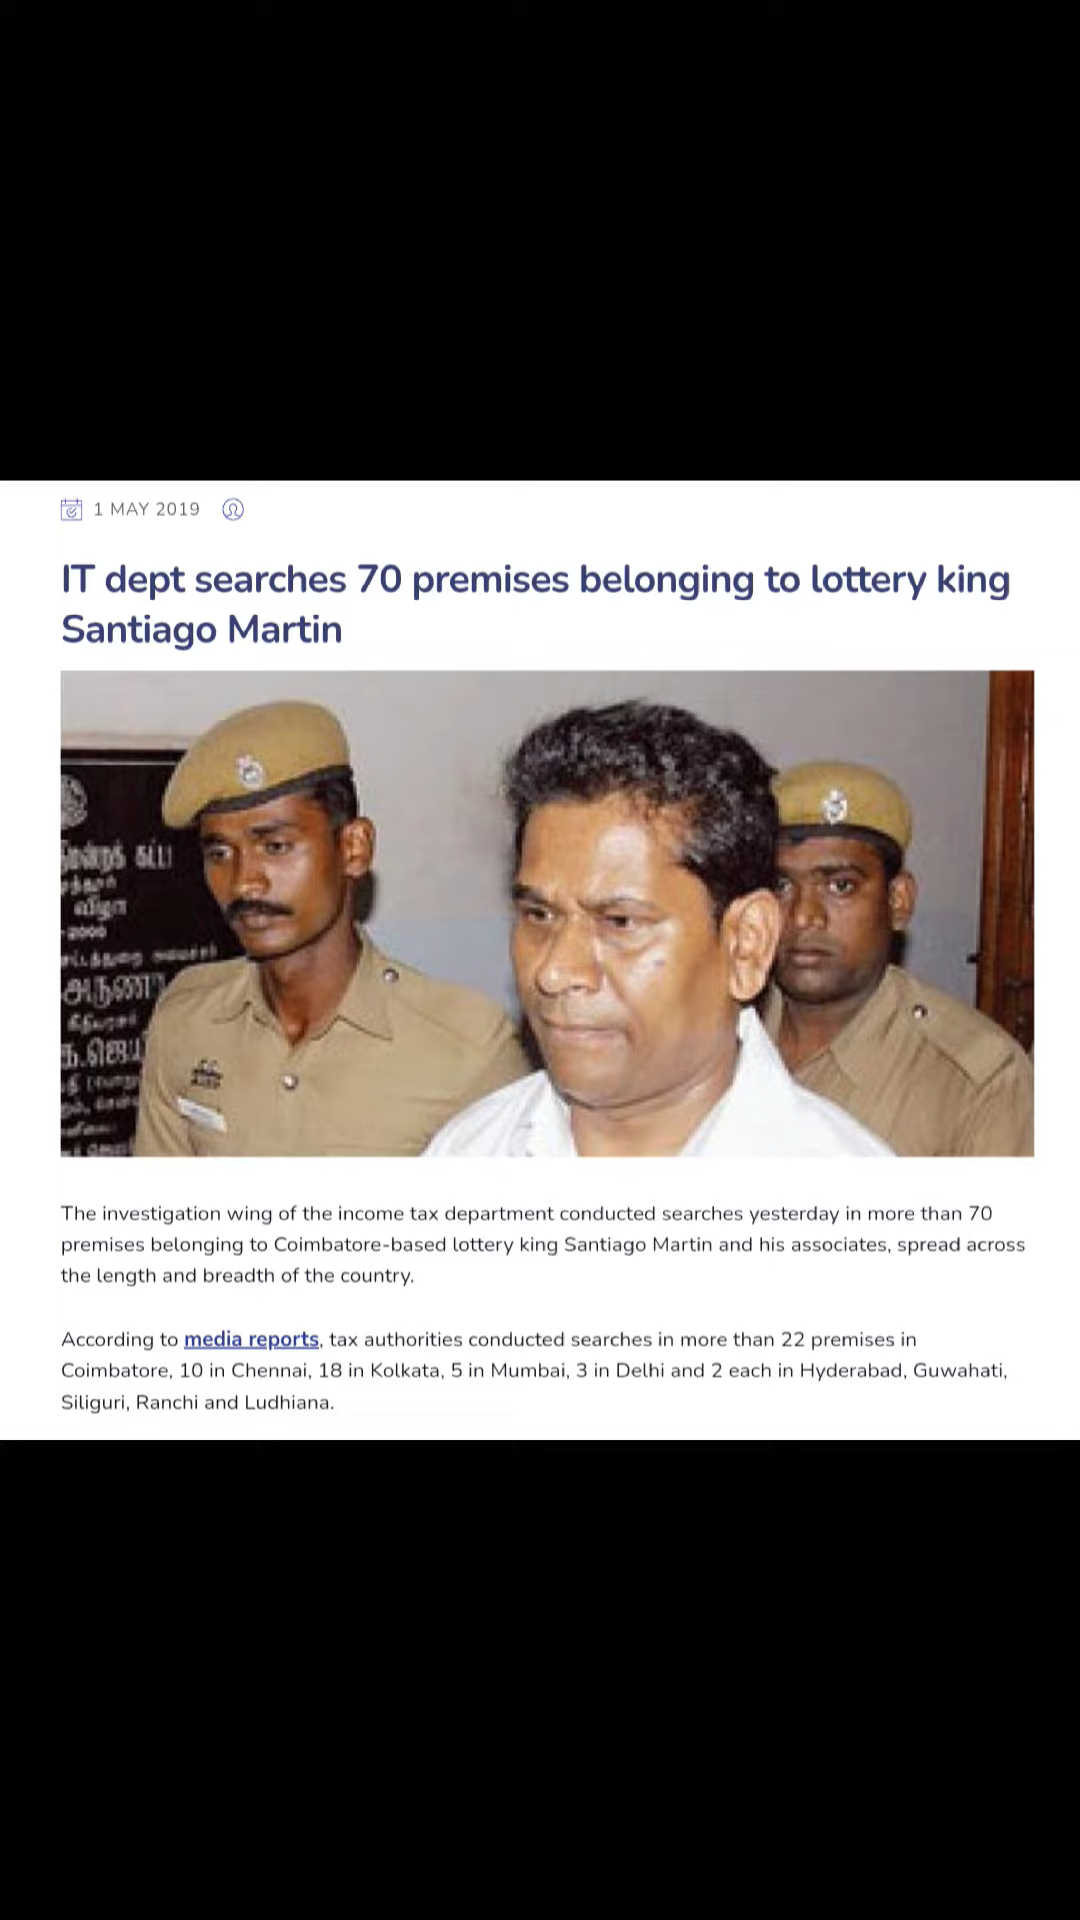 1 MAY 2019
IT dept searches 70 premises belonging to lottery king
Santiago Martin
விழா
2000
அருணா
The investigation wing of the income tax department conducted searches yesterday in more than 70
premises belonging to Coimbatore-based lottery king Santiago Martin and his associates, spread across
the length and breadth of the country.
According to media reports, tax authorities conducted searches in more than 22 premises in
Coimbatore, 10 in Chennai, 18 in Kolkata, 5 in Mumbai, 3 in Delhi and 2 each in Hyderabad, Guwahati,
Siliguri, Ranchi and Ludhiana.